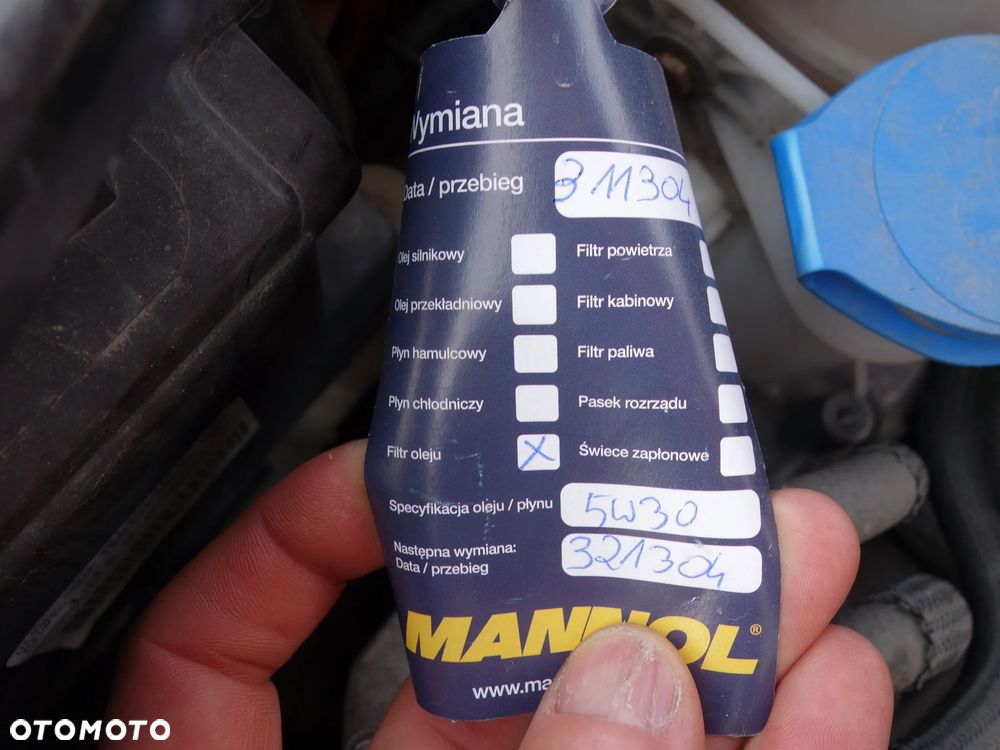 Wymiana
Data / przebieg 311304
Olej silnikowy Filtr powietrza
Olej przekładniowy Filtr kabinowy
Płyn hamulcowy Filtr paliwa
Płyn chłodniczy Pasek rozrządu
Filtr oleju X Świece zapłonowe
Specyfikacja oleju / płynu 5W30
Następna wymiana:
Data / przebieg 321304
MANNOL®
www.ma
OTOMOTO